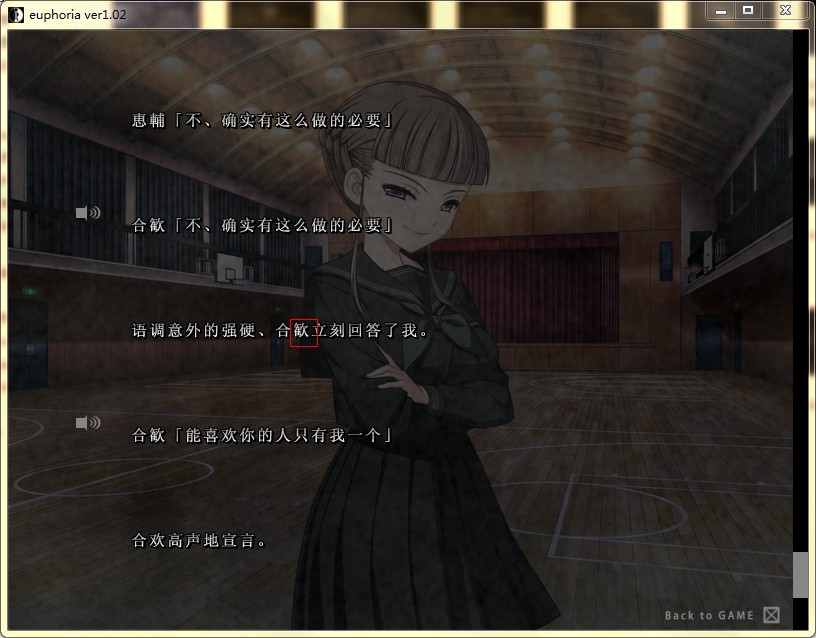 euphoria ver1.02
惠輔「不、确实有这么做的必要」
合歓「不、确实有这么做的必要」
语调意外的强硬、合歓立刻回答了我。
合歓「能喜欢你的人只有我一个」
合欢高声地宣言。
Back to GAME